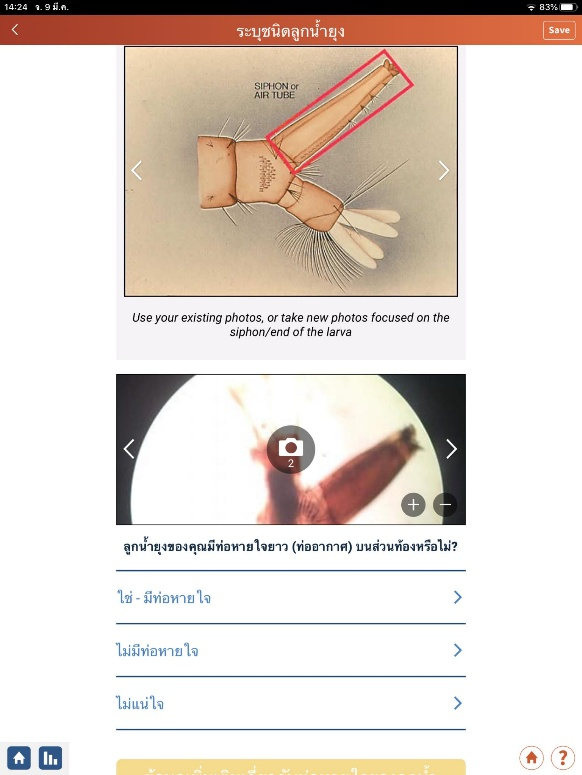 14:24 จ. 9 มี.ค.
83%
ระบุชนิดลูกน้ำยุง
Save
SIPHON or
AIR TUBE
Use your existing photos, or take new photos focused on the
siphon/end of the larva
2
ลูกน้ำยุงของคุณมีท่อหายใจยาว (ท่ออากาศ) บนส่วนท้องหรือไม่?
ใช่ - มีท่อหายใจ
ไม่มีท่อหายใจ
ไม่แน่ใจ